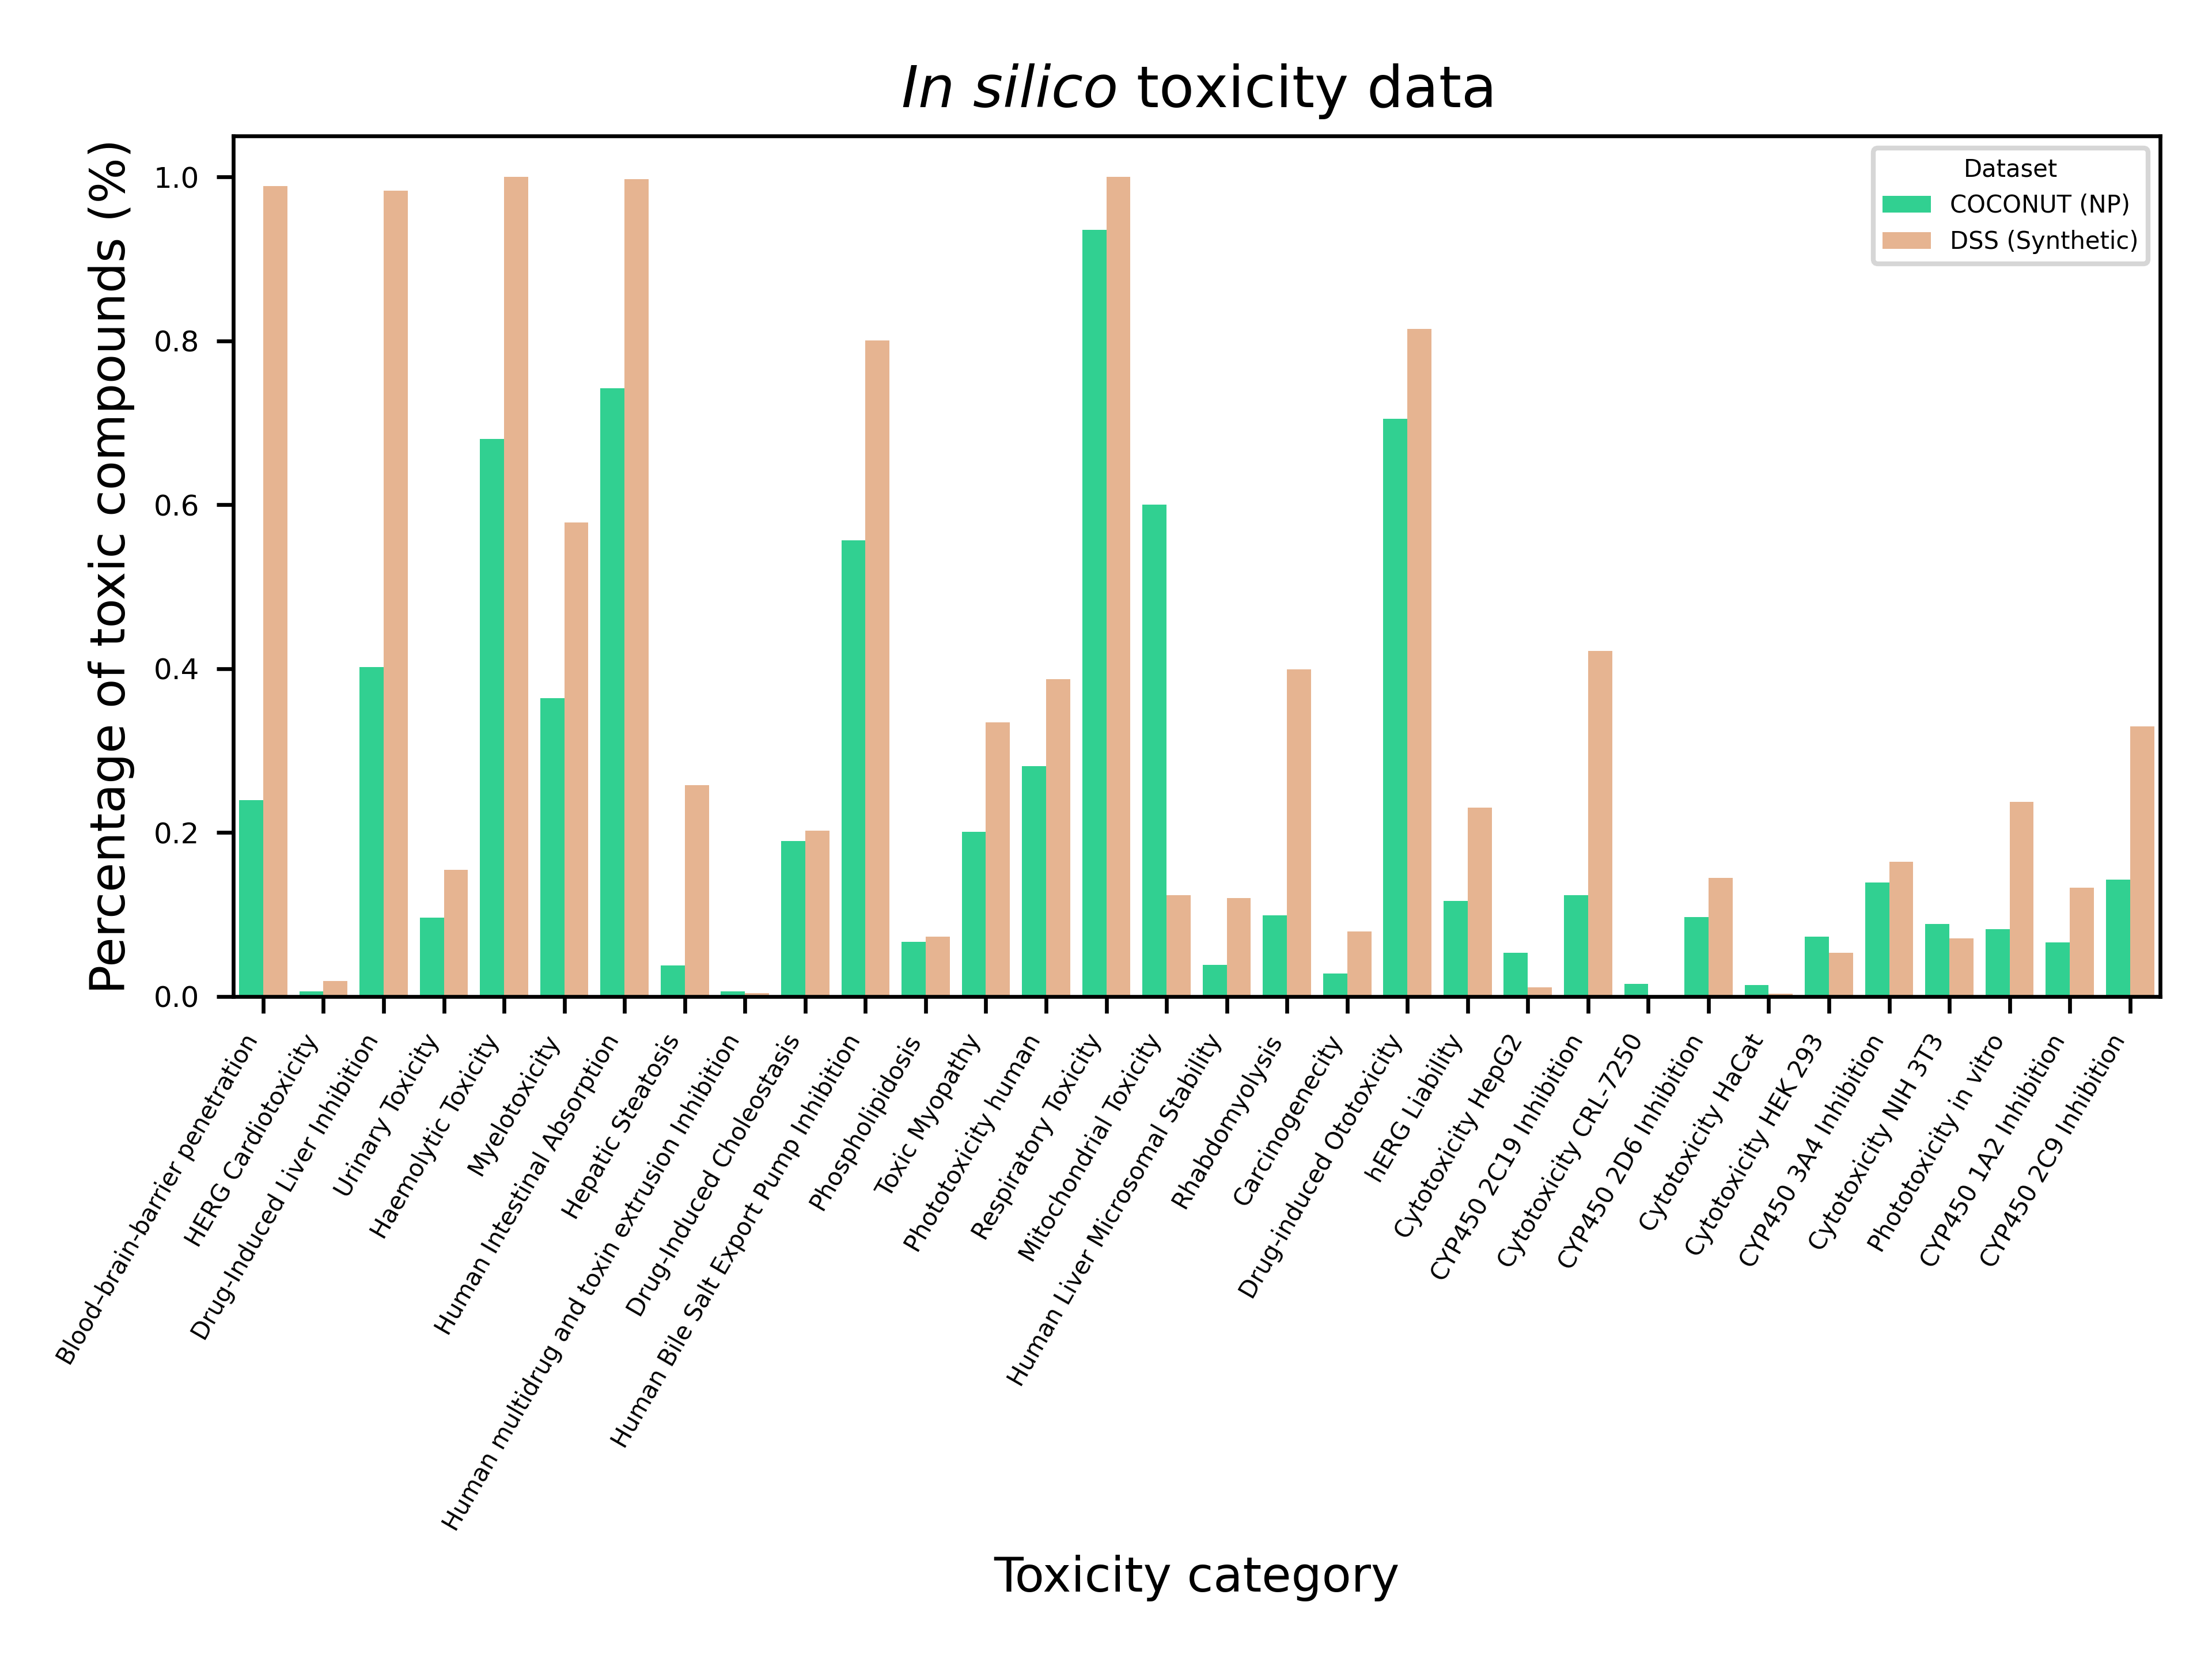 In silico toxicity data
Percentage of toxic compounds (%)
1.0
0.8
0.6
0.4
0.2
0.0
Dataset
COCONUT (NP)
DSS (Synthetic)
Blood-brain-barrier penetration
HERG Cardiotoxicity
Drug-Induced Liver Inhibition
Urinary Toxicity
Haemolytic Toxicity
Myelotoxicity
Human Intestinal Absorption
Hepatic Steatosis
Human multidrug and toxin extrusion Inhibition
Drug-Induced Cholestasis
Human Bile Salt Export Pump Inhibition
Phospholipidosis
Toxic Myopathy
Phototoxicity human
Respiratory Toxicity
Mitochondrial Toxicity
Human Liver Microsomal Stability
Rhabdomyolysis
Carcinogenecity
Drug-induced Ototoxicity
hERG Liability
Cytotoxicity HepG2
CYP450 2C19 Inhibition
Cytotoxicity CRL-7250
CYP450 2D6 Inhibition
Cytotoxicity HaCat
Cytotoxicity HEK 293
CYP450 3A4 Inhibition
Cytotoxicity NIH 3T3
Phototoxicity in vitro
CYP450 1A2 Inhibition
CYP450 2C9 Inhibition
Toxicity category